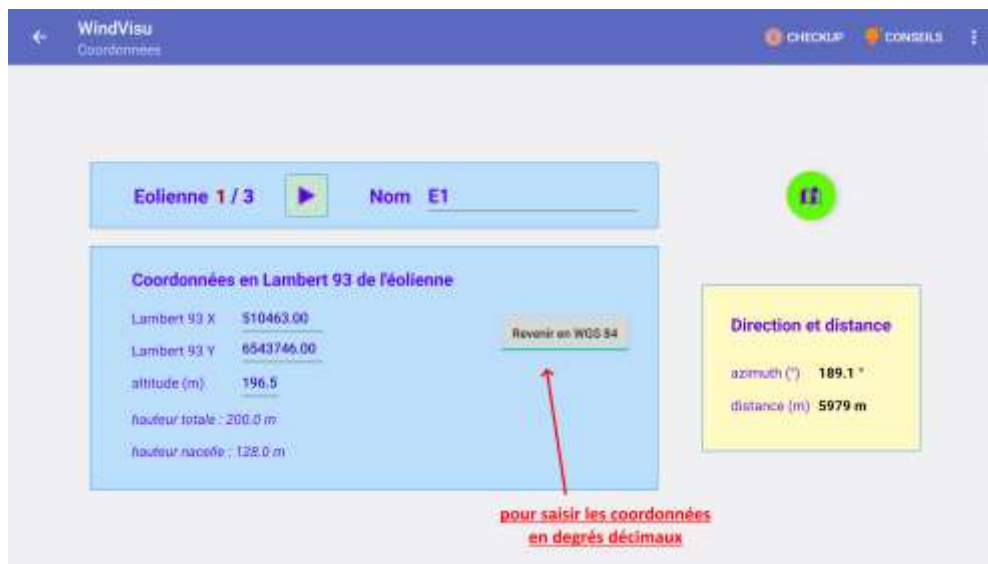 WindVisu
Coordonnées
CHECKUP
CONSEILS
Eolienne 1 / 3
Nom E1
Coordonnées en Lambert 93 de l'éolienne
Lambert 93 X 510463.00
Lambert 93 Y 6543746.00
altitude (m) 196.5
hauteur totale : 200.0 m
hauteur nacelle : 128.0 m
Revenir en WGS 84
Direction et distance
azimuth (°) 189.1 °
distance (m) 5979 m
pour saisir les coordonnées
en degrés décimaux